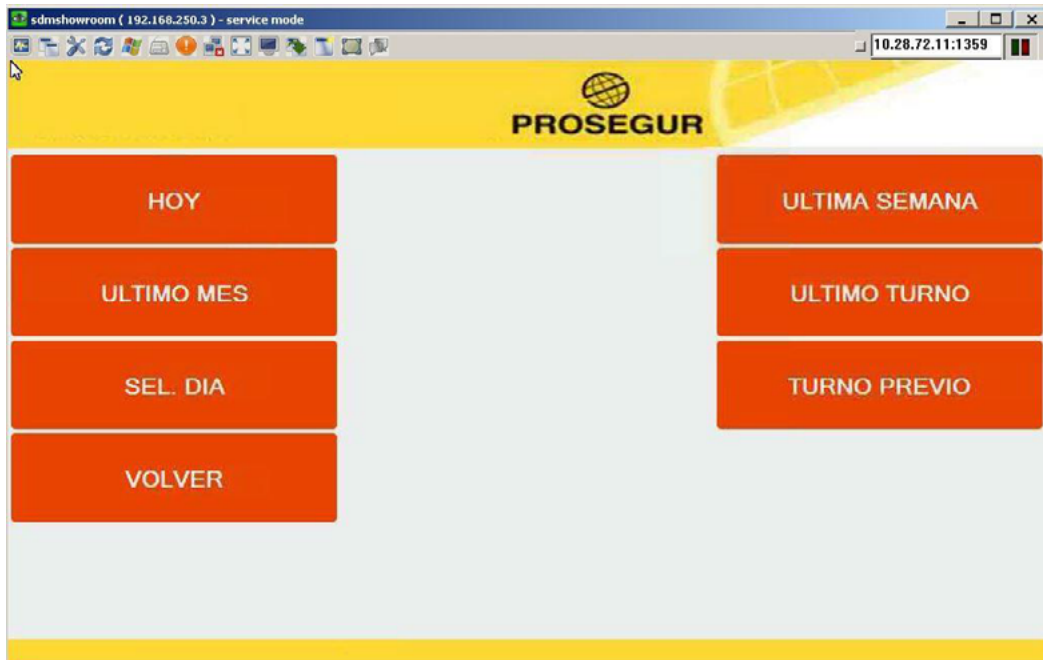 sdmshowroom ( 192.168.250.3 ) - service mode
10.28.72.11:1359
PROSEGUR
HOY
ULTIMA SEMANA
ULTIMO MES
ULTIMO TURNO
SEL. DIA
TURNO PREVIO
VOLVER